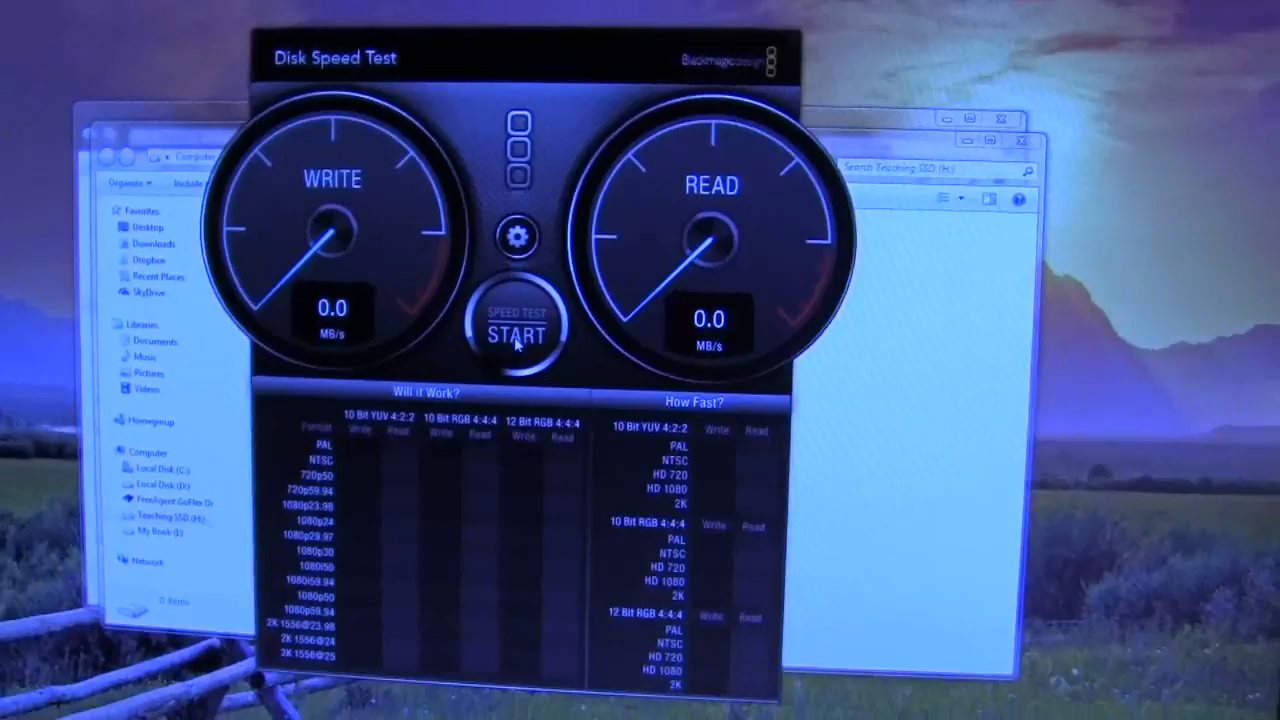 Disk Speed Test
Blackmagicdesign
WRITE
0.0
MB/s
READ
0.0
MB/s
SPEED TEST
START
Computer
Search Teaching SSD (H:)
Organize
Include
Favorites
Desktop
Downloads
Dropbox
Recent Places
SkyDrive
Libraries
Documents
Music
Pictures
Videos
Homegroup
Computer
Local Disk (C:)
Local Disk (D:)
FreeAgent GoFlex Dr
Teaching SSD (H:)
My Book (I:)
Network
0 items
Will it Work?
10 Bit YUV 4:2:2 10 Bit RGB 4:4:4 12 Bit RGB 4:4:4
Format Write Read Write Read Write Read
PAL
NTSC
720p50
720p59.94
1080p23.98
1080p24
1080p29.97
1080p30
1080i50
1080i59.94
1080p50
1080p59.94
2K 1556@23.98
2K 1556@24
2K 1556@25
How Fast?
10 Bit YUV 4:2:2 Write Read
PAL
NTSC
HD 720
HD 1080
2K
10 Bit RGB 4:4:4 Write Read
PAL
NTSC
HD 720
HD 1080
2K
12 Bit RGB 4:4:4 Write Read
PAL
NTSC
HD 720
HD 1080
2K